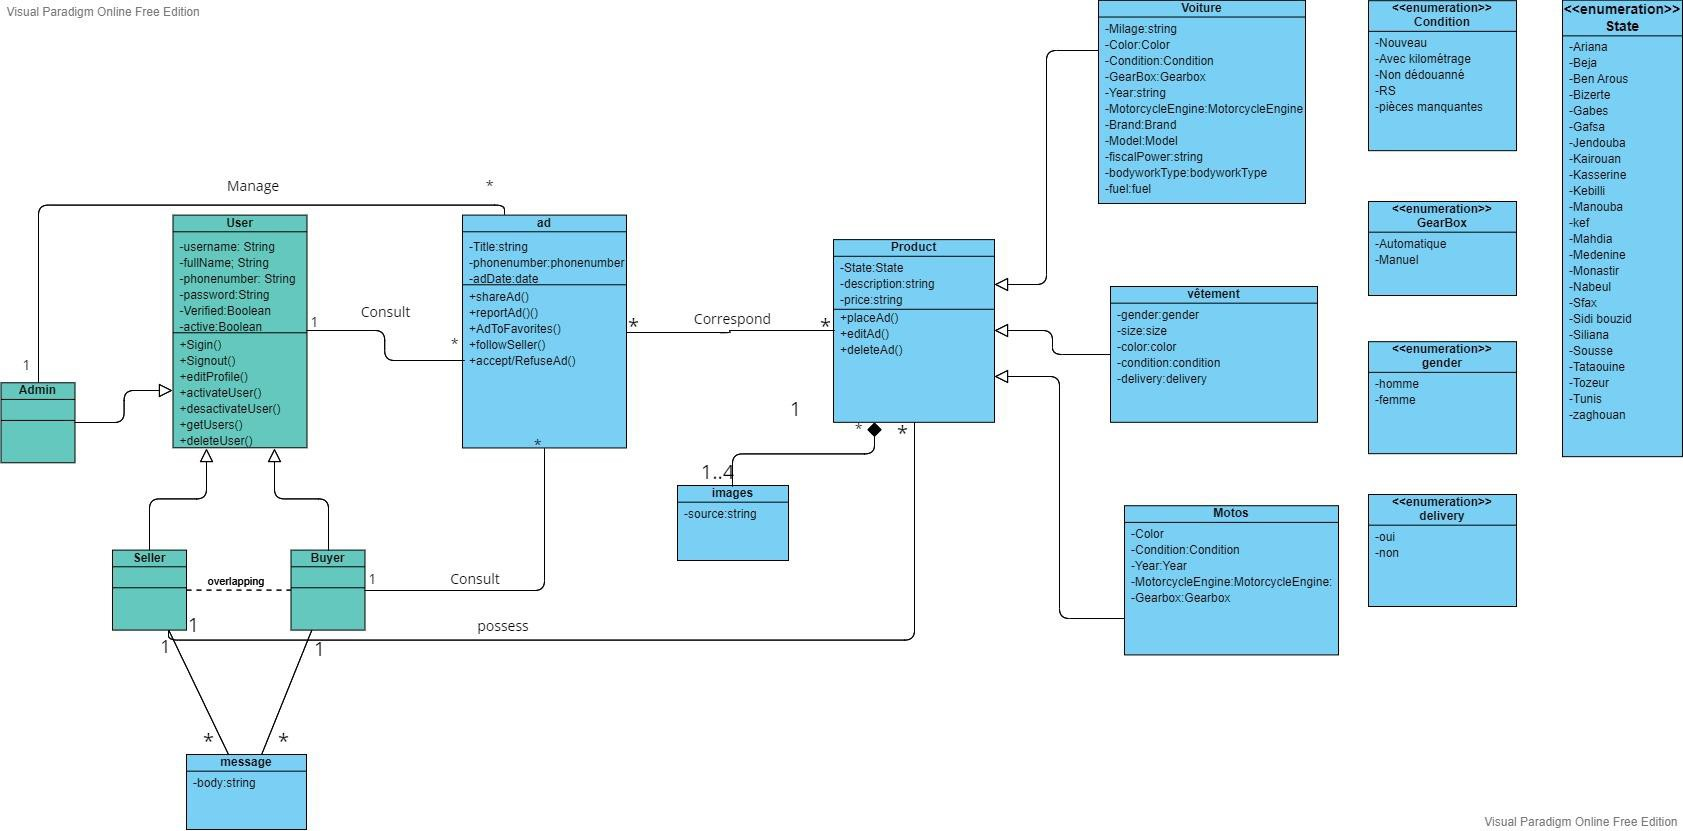 Visual Paradigm Online Free Edition
Manage
*
1
Admin
User
-username: String
-fullName; String
-phonenumber: String
-password:String
-Verified:Boolean
-active:Boolean
+Sigin()
+Signout()
+editProfile()
+activateUser()
+desactivateUser()
+getUsers()
+deleteUser()
1
Consult
*
ad
-Title:string
-phonenumber:phonenumber
-adDate:date
+shareAd()
+reportAd()()
+AdToFavorites()
+followSeller()
+accept/RefuseAd()
*
*
Correspond
*
Product
-State:State
-description:string
-price:string
+placeAd()
+editAd()
+deleteAd()
1
*
*
1..4
images
-source:string
Seller
overlapping
Buyer
1
Consult
1
1
1
possess
*
*
message
-body:string
Voiture
-Milage:string
-Color:Color
-Condition:Condition
-GearBox:Gearbox
-Year:string
-MotorcycleEngine:MotorcycleEngine
-Brand:Brand
-Model:Model
-fiscalPower:string
-bodyworkType:bodyworkType
-fuel:fuel
vêtement
-gender:gender
-size:size
-color:color
-condition:condition
-delivery:delivery
Motos
-Color
-Condition:Condition
-Year:Year
-MotorcycleEngine:MotorcycleEngine:
-Gearbox:Gearbox
<<enumeration>>
Condition
-Nouveau
-Avec kilométrage
-Non dédouanné
-RS
-pièces manquantes
<<enumeration>>
GearBox
-Automatique
-Manuel
<<enumeration>>
gender
-homme
-femme
<<enumeration>>
delivery
-oui
-non
<<enumeration>>
State
-Ariana
-Beja
-Ben Arous
-Bizerte
-Gabes
-Gafsa
-Jendouba
-Kairouan
-Kasserine
-Kebilli
-Manouba
-kef
-Mahdia
-Medenine
-Monastir
-Nabeul
-Sfax
-Sidi bouzid
-Siliana
-Sousse
-Tataouine
-Tozeur
-Tunis
-zaghouan
Visual Paradigm Online Free Edition